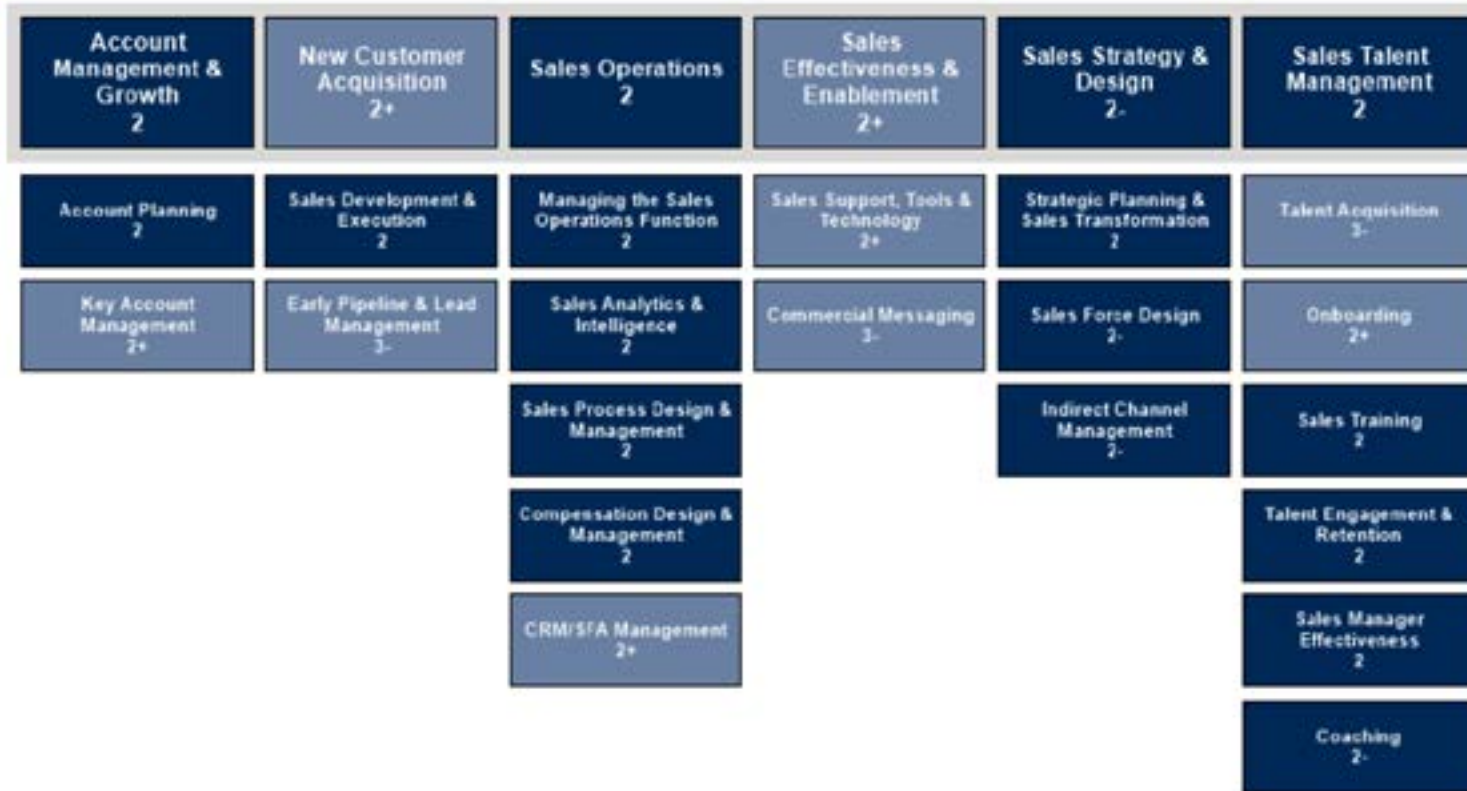 Account
Management &
Growth
2
New Customer
Acquisition
2+
Sales Operations
2
Sales
Effectiveness &
Enablement
2+
Sales Strategy &
Design
2-
Sales Talent
Management
2
Account Planning
2
Sales Development &
Execution
2
Managing the Sales
Operations Function
2
Sales Support, Tools &
Technology
2+
Strategic Planning &
Sales Transformation
2
Talent Acquisition
3-
Key Account
Management
2+
Early Pipeline & Lead
Management
3-
Sales Analytics &
Intelligence
2
Commercial Messaging
3-
Sales Force Design
2-
Onboarding
2+
Sales Process Design &
Management
2
Indirect Channel
Management
2-
Sales Training
2
Compensation Design &
Management
2
Talent Engagement &
Retention
2
CRM/SFA Management
2+
Sales Manager
Effectiveness
2
Coaching
2-